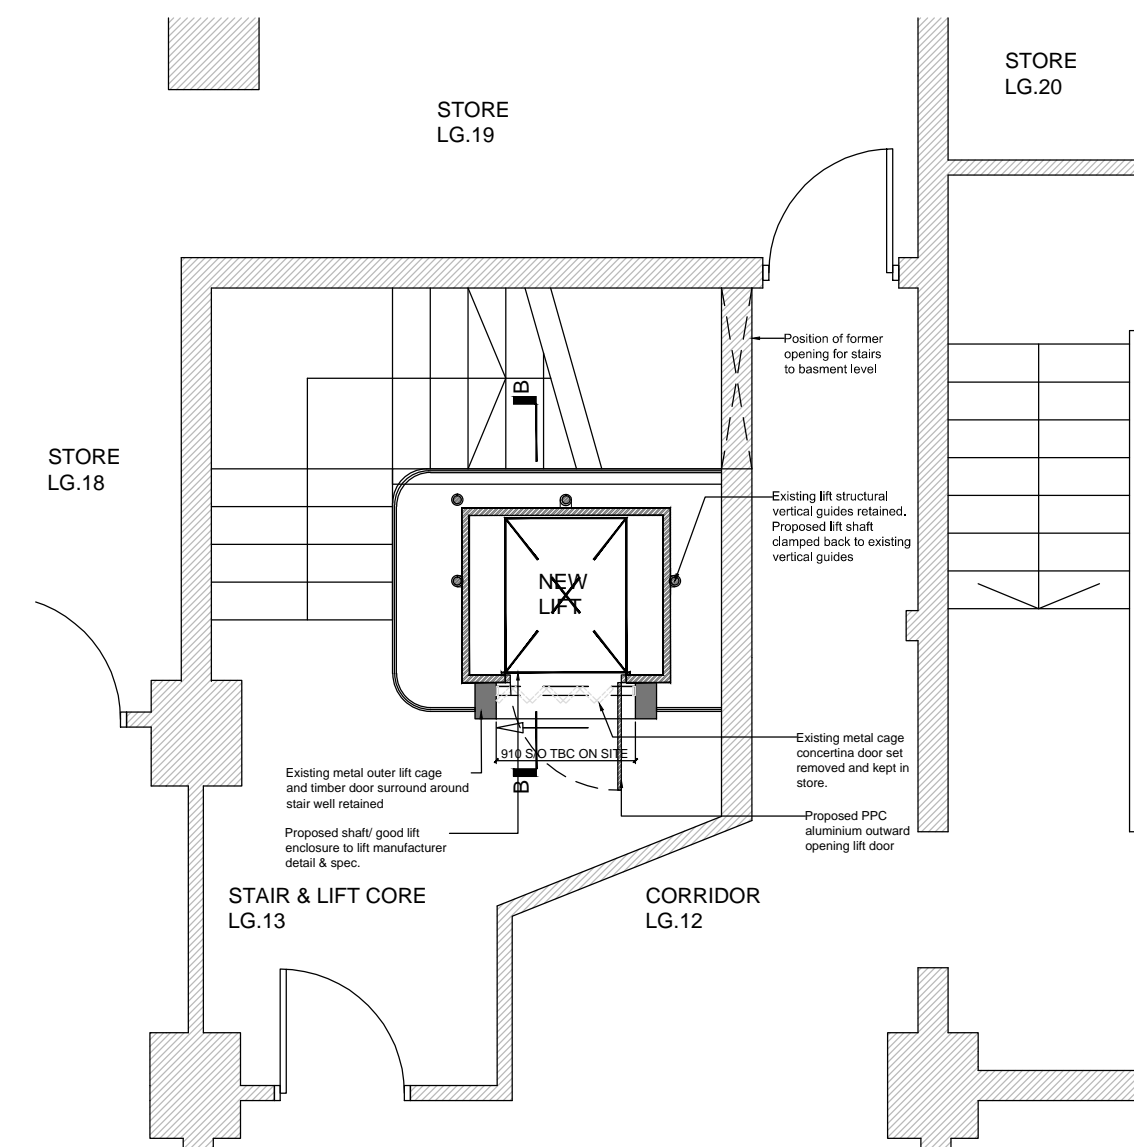 STORE
LG.20
STORE
LG.19
Position of former
opening for stairs
to basment level
B
STORE
LG.18
Existing lift structural
vertical guides retained.
Proposed lift shaft
clamped back to existing
vertical guides
NEW
LIFT
910 S/O TBC ON SITE
B
Existing metal cage
concertina door set
removed and kept in
store.
Existing metal outer lift cage
and timber door surround around
stair well retained
Proposed shaft/ good lift
enclosure to lift manufacturer
detail & spec.
Proposed PPC
aluminium outward
opening lift door
STAIR & LIFT CORE
LG.13
CORRIDOR
LG.12